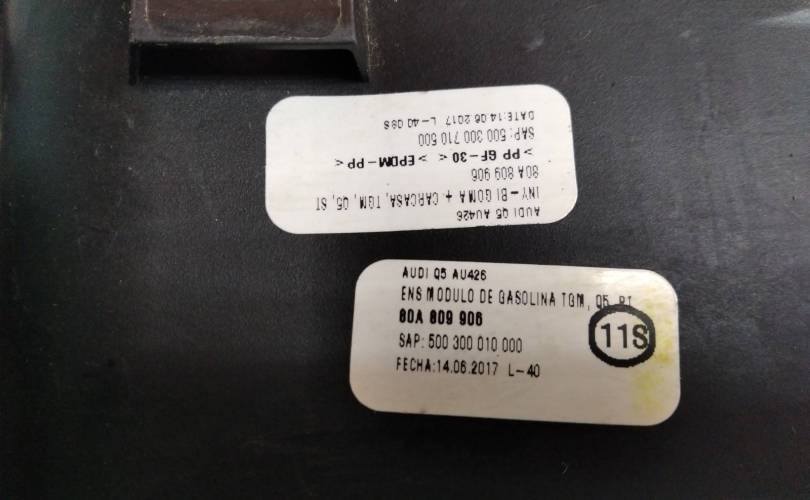 AUDI Q5 AU426
INY-BI GOMA + CARCASA, TGM, Q5, ST
80A 809 906
>PP GF-30 < >EPDM-PP<
SAP: 500 300 710 500
DATE:14.06.2017 L-40 08S
AUDI Q5 AU426
ENS MODULO DE GASOLINA TGM, Q5, PT
80A 809 906
SAP: 500 300 010 000
FECHA:14.06.2017 L-40
11S